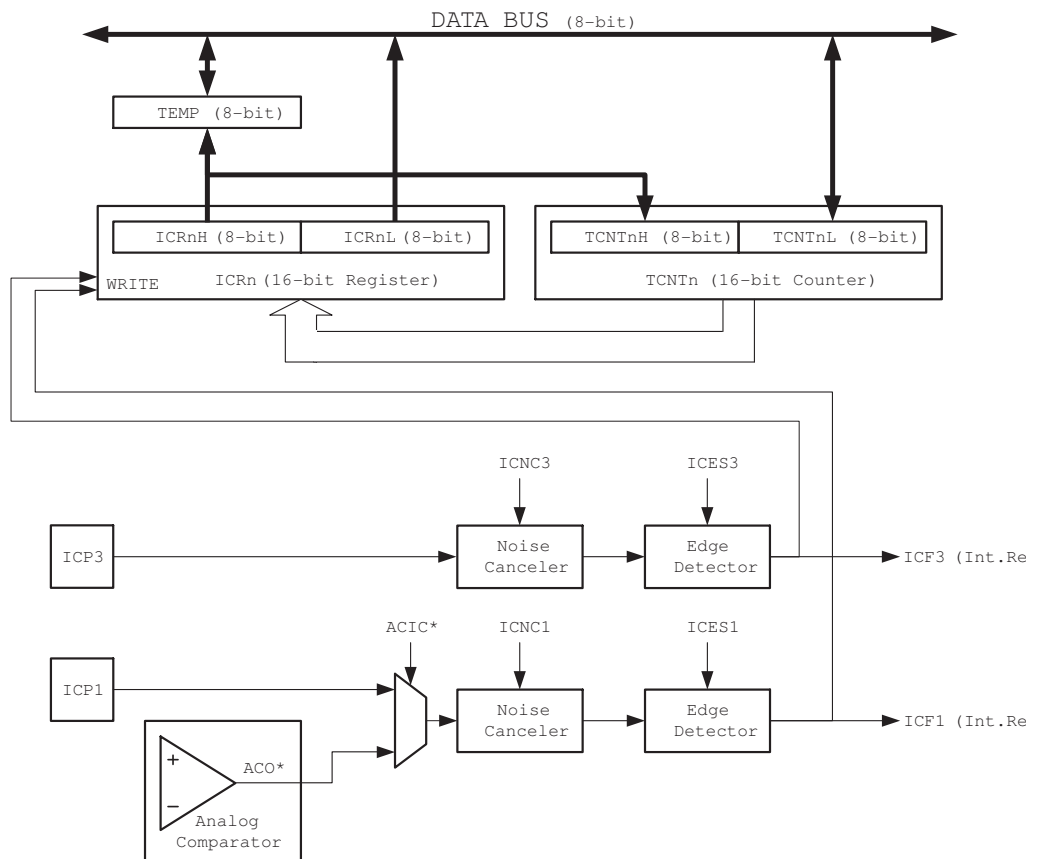 DATA BUS (8-bit)
TEMP (8-bit)
ICRnH (8-bit) ICRnL (8-bit)
TCNTnH (8-bit) TCNTnL (8-bit)
WRITE
ICRn (16-bit Register)
TCNTn (16-bit Counter)
ICNC3
ICES3
ICP3
Noise
Canceler
Edge
Detector
ICF3 (Int.Re
ACIC*
ICNC1
ICES1
ICP1
Noise
Canceler
Edge
Detector
ICF1 (Int.Re
+
ACO*
−
Analog
Comparator